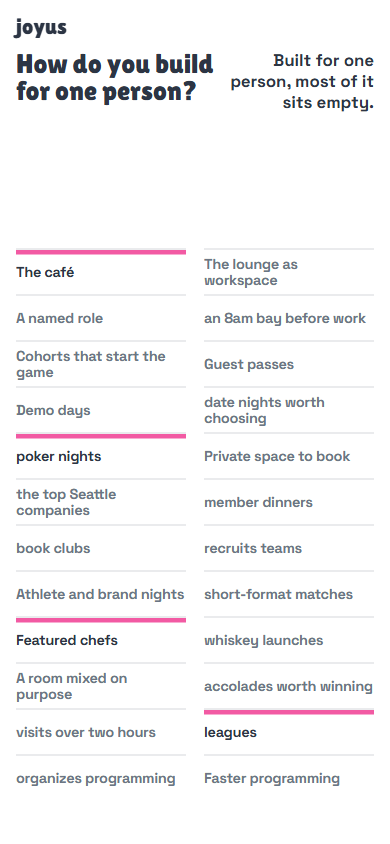 joyus
How do you build
for one person?
Built for one
person, most of it
sits empty.
The café
The lounge as
workspace
A named role
an 8am bay before work
Cohorts that start the
game
Guest passes
Demo days
date nights worth
choosing
poker nights
Private space to book
the top Seattle
companies
member dinners
book clubs
recruits teams
Athlete and brand nights
short-format matches
Featured chefs
whiskey launches
A room mixed on
purpose
accolades worth winning
visits over two hours
leagues
organizes programming
Faster programming